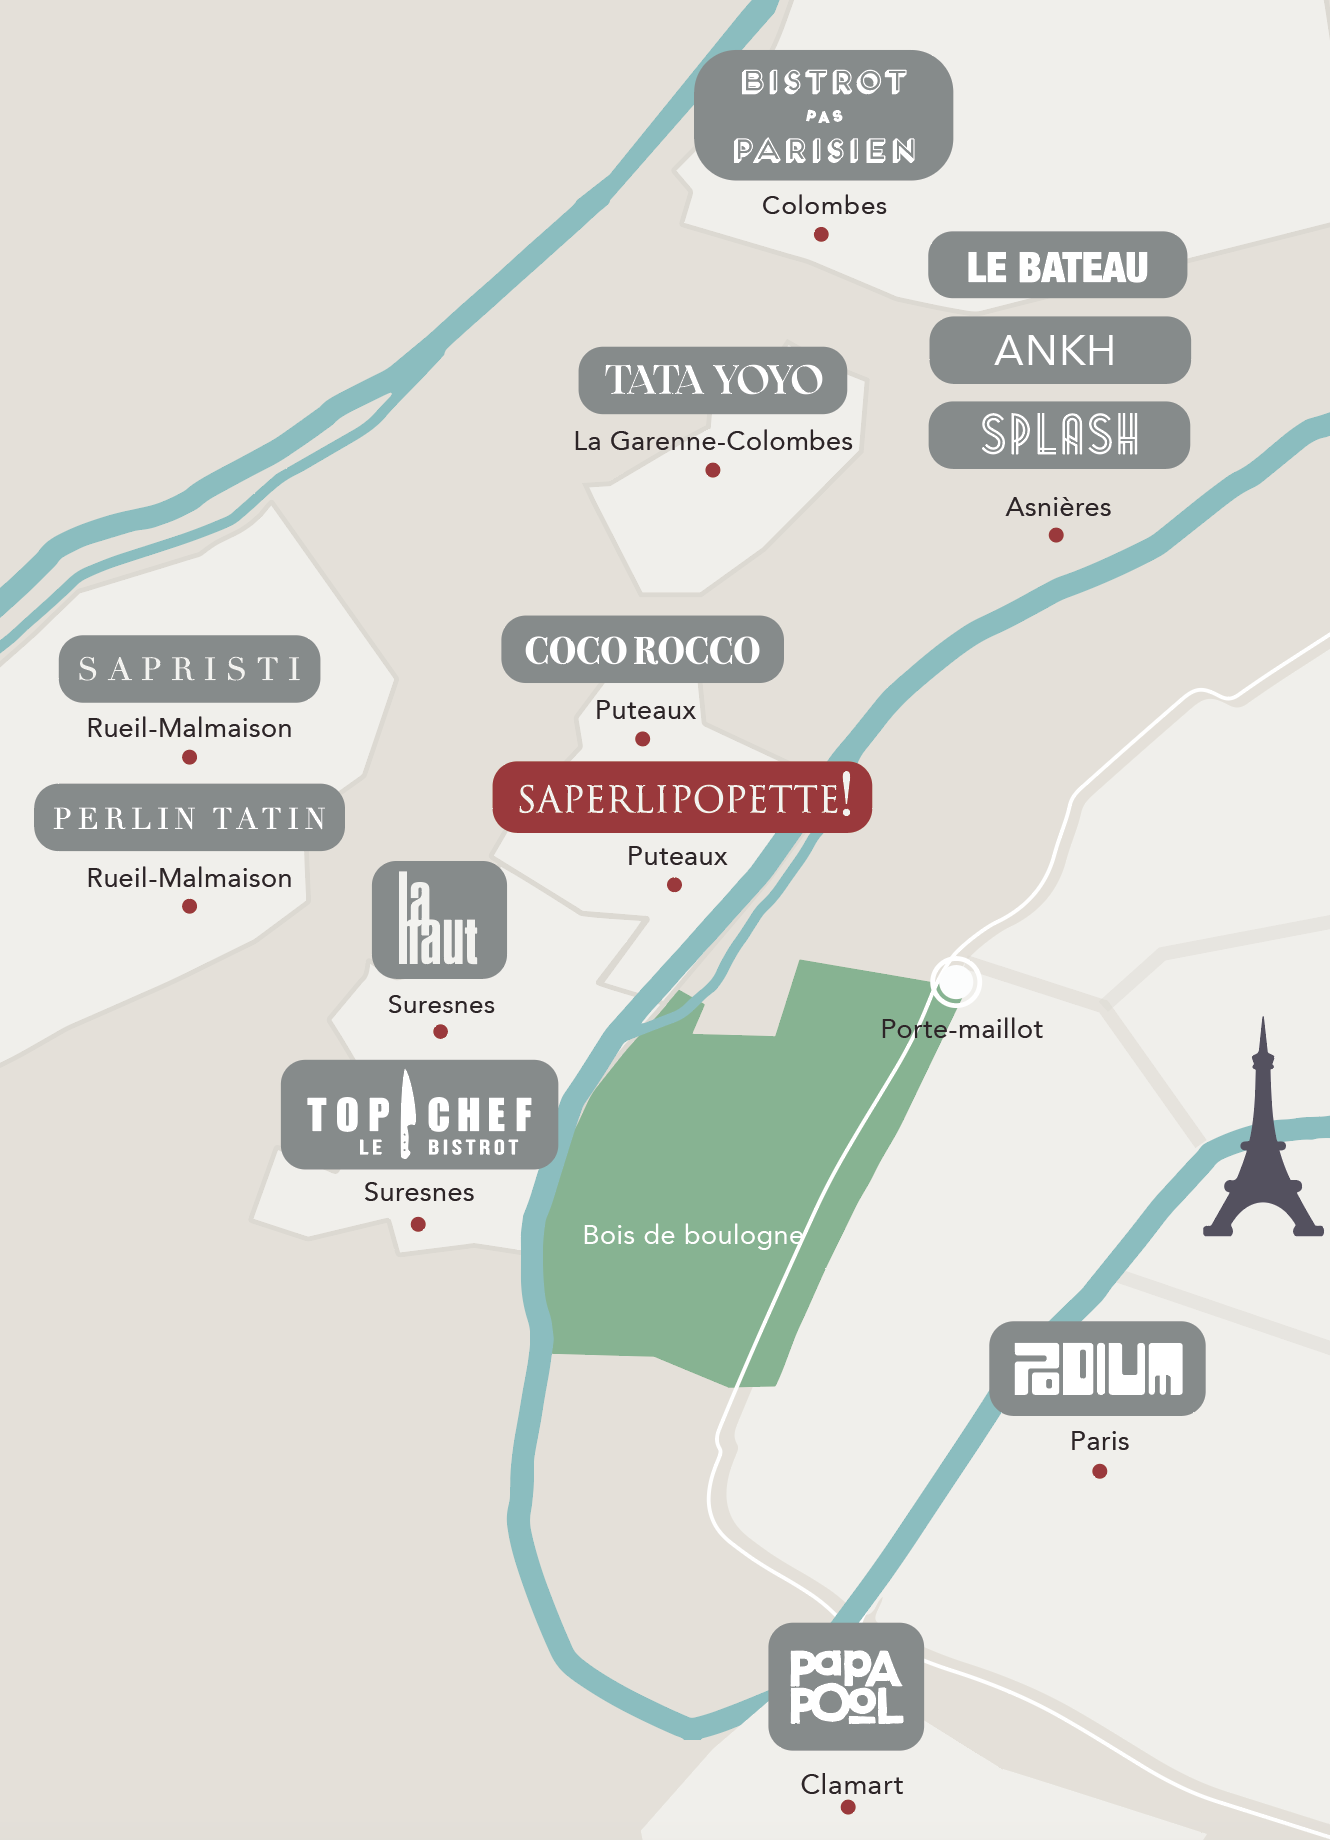 BISTROT
PAS
PARISIEN
Colombes
LE BATEAU
ANKH
SPLASH
Asnières
TATA YOYO
La Garenne-Colombes
COCO ROCCO
Puteaux
SAPRISTI
Rueil-Malmaison
PERLIN TATIN
Rueil-Malmaison
SAPERLIPOPETTE!
Puteaux
là
Haut
Suresnes
Porte-maillot
TOP CHEF
LE BISTROT
Suresnes
Bois de boulogne
PADIUM
Paris
PAPA
POOL
Clamart